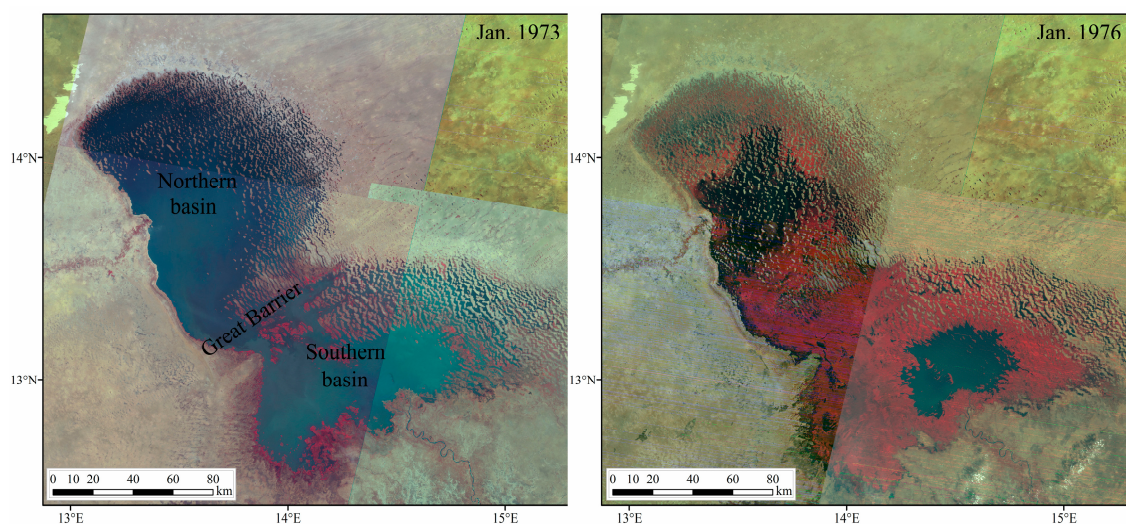 Jan. 1973
14°N
13°N
Northern
basin
Great Barrier
Southern
basin
0 10 20 40 60 80
km
13°E 14°E 15°E
Jan. 1976
14°N
13°N
0 10 20 40 60 80
km
13°E 14°E 15°E